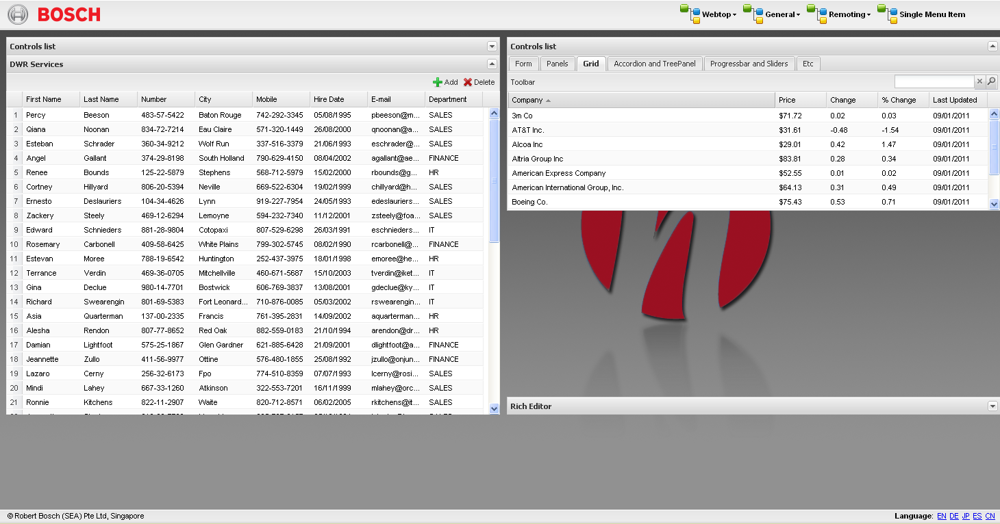 BOSCH
Webtop General Remoting Single Menu Item
Controls list
DWR Services
Add Delete
First Name Last Name Number City Mobile Hire Date E-mail Department
1 Percy Beeson 483-57-5422 Baton Rouge 742-292-3345 05/08/1995 pbeeson@m... SALES
2 Qiana Noonan 834-72-7214 Eau Claire 571-320-1449 26/08/2000 qnoonan@a... SALES
3 Esteban Schrader 360-34-9212 Wolf Run 337-516-3379 21/06/1993 eschrader@... SALES
4 Angel Gallant 374-29-8198 South Holland 790-629-4150 08/04/2002 agallant@ae... FINANCE
5 Renee Bounds 125-22-5879 Stephens 568-712-5979 15/02/2000 rbounds@g... HR
6 Cortney Hillyard 806-20-5394 Neville 669-522-6304 19/02/1999 chillyard@h... SALES
7 Ernesto Deslauriers 104-34-4626 Lynn 919-227-7954 24/05/1993 edeslauriers... SALES
8 Zackery Steely 469-12-6294 Lemoyne 594-232-7340 11/12/2001 zsteely@foa... SALES
9 Edward Schnieders 881-28-9804 Cotopaxi 807-529-6298 26/03/1991 eschnieders... IT
10 Rosemary Carbonell 409-58-6425 White Plains 799-302-5745 08/02/1990 rcarbonell@... FINANCE
11 Estevan Moree 788-19-6542 Huntington 252-437-3975 18/01/1998 emoree@he... HR
12 Terrance Verdin 469-36-0705 Mitchellville 460-671-5687 15/10/2003 tverdin@iket... IT
13 Gina Declue 980-14-7701 Bostwick 606-769-3837 13/08/2001 gdeclue@ky... IT
14 Richard Swearengin 801-69-5383 Fort Leonard... 710-876-0085 05/03/2002 rswearengin... IT
15 Asia Quarterman 137-00-2335 Francis 761-395-2831 14/09/2002 aquarterman... HR
16 Alesha Rendon 807-77-8652 Red Oak 882-559-0183 21/10/1994 arendon@dr... HR
17 Damian Lightfoot 575-25-1867 Glen Gardner 621-885-6428 21/09/2001 dlightfoot@a... FINANCE
18 Jeannette Zullo 411-56-9977 Ottine 576-480-1855 25/08/1992 jzullo@onjun... FINANCE
19 Lazaro Cerny 256-32-6173 Fpo 774-510-8359 07/07/1993 lcerny@rosi... SALES
20 Mindi Lahey 667-33-1260 Atkinson 322-553-7201 16/11/1999 mlahey@orc... SALES
21 Ronnie Kitchens 822-11-2907 Waite 820-712-8571 06/02/2005 rkitchens@it... SALES
Controls list
Form Panels Grid Accordion and TreePanel Progressbar and Sliders Etc
Toolbar
Company Price Change % Change Last Updated
3m Co $71.72 0.02 0.03 09/01/2011
AT&T Inc. $31.61 -0.48 -1.54 09/01/2011
Alcoa Inc $29.01 0.42 1.47 09/01/2011
Altria Group Inc $83.81 0.28 0.34 09/01/2011
American Express Company $52.55 0.01 0.02 09/01/2011
American International Group, Inc. $64.13 0.31 0.49 09/01/2011
Boeing Co. $75.43 0.53 0.71 09/01/2011
Rich Editor
© Robert Bosch (SEA) Pte Ltd, Singapore
Language: EN DE JP ES CN